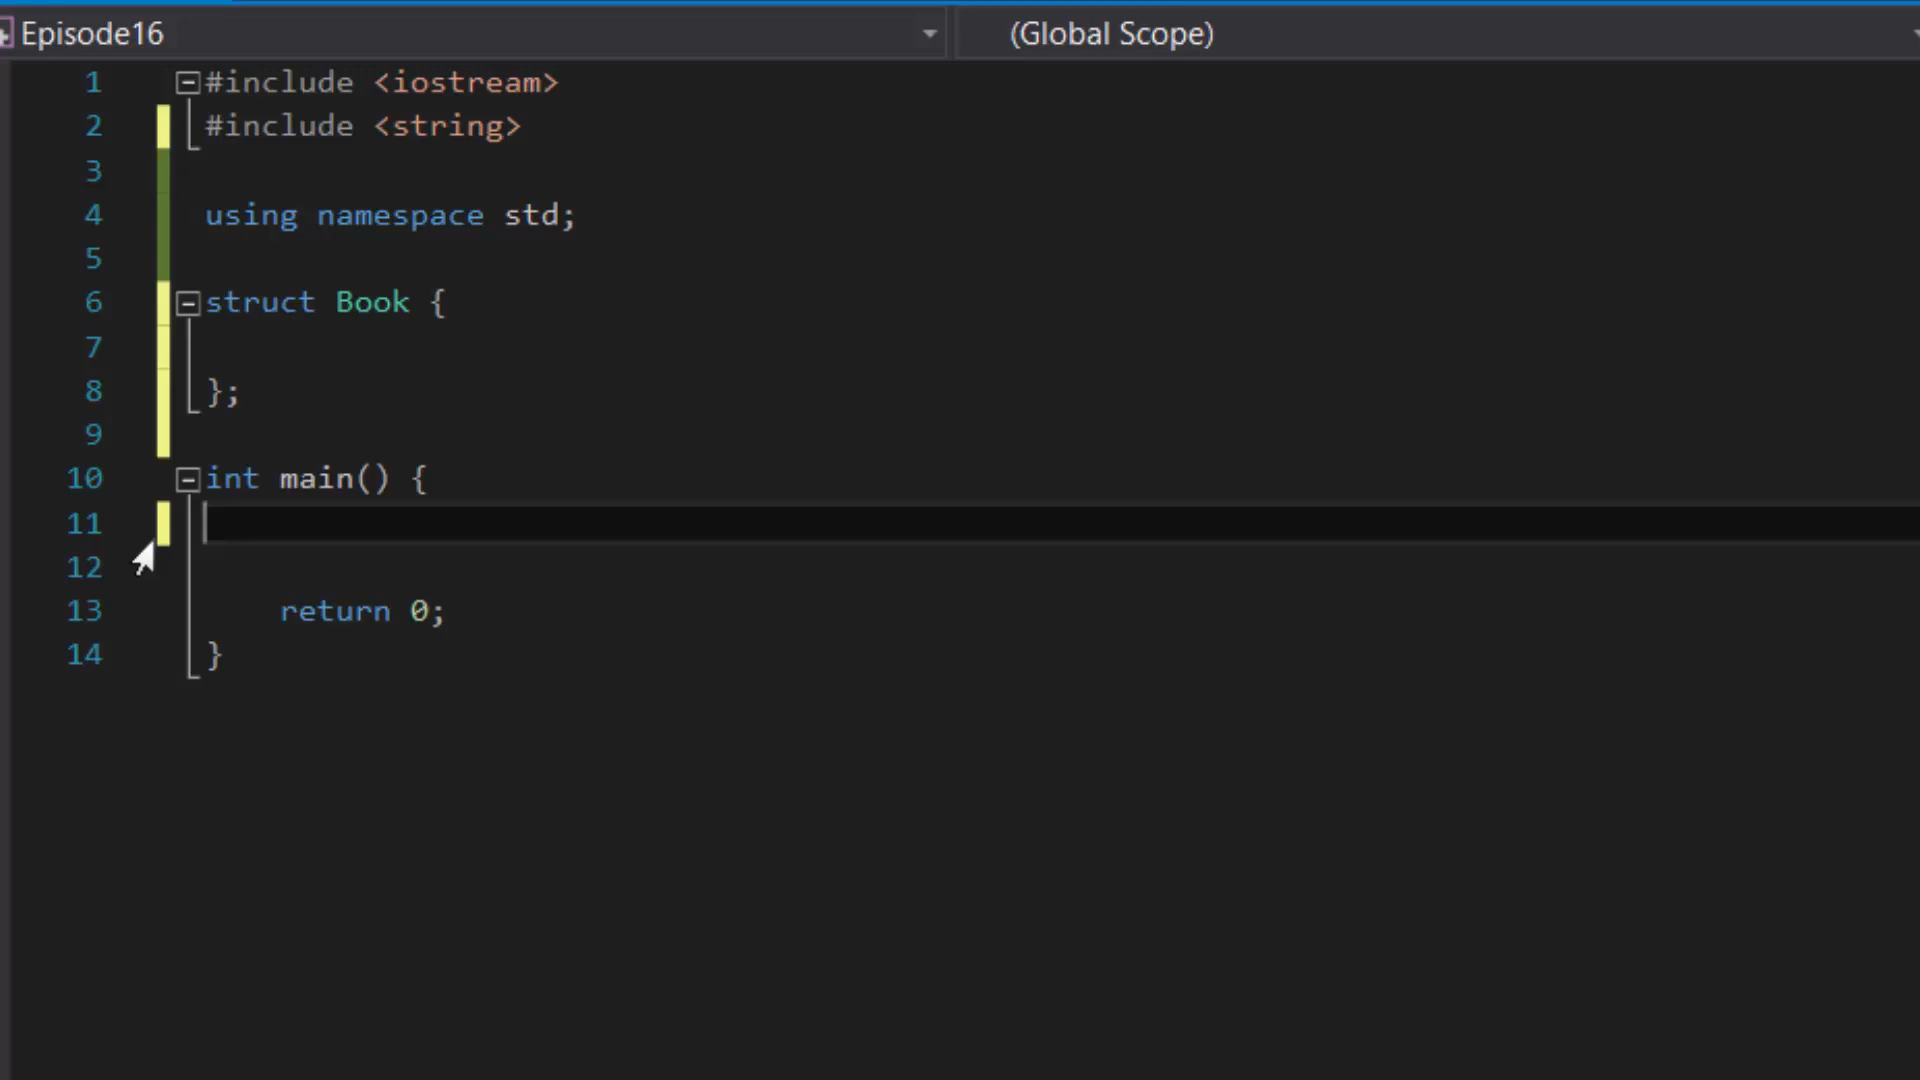 Episode16
(Global Scope)
1 #include <iostream>
2 #include <string>
3
4 using namespace std;
5
6 struct Book {
7
8 };
9
10 int main() {
11
12
13 return 0;
14 }